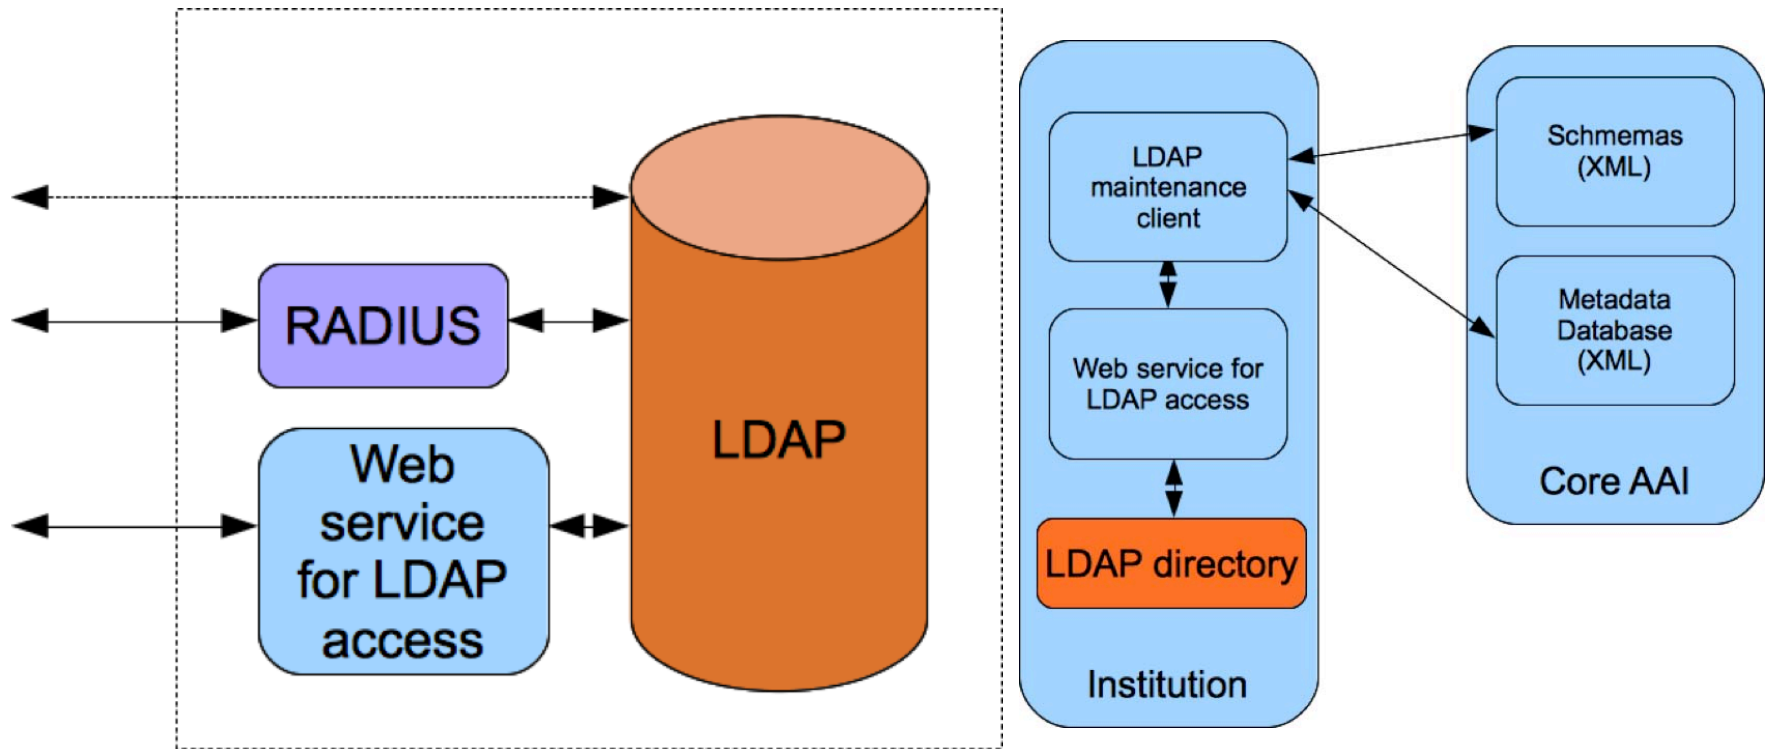 RADIUS
Web
service
for LDAP
access
LDAP
LDAP
maintenance
client
Web service for
LDAP access
LDAP directory
Institution
Schmemas
(XML)
Metadata
Database
(XML)
Core AAI